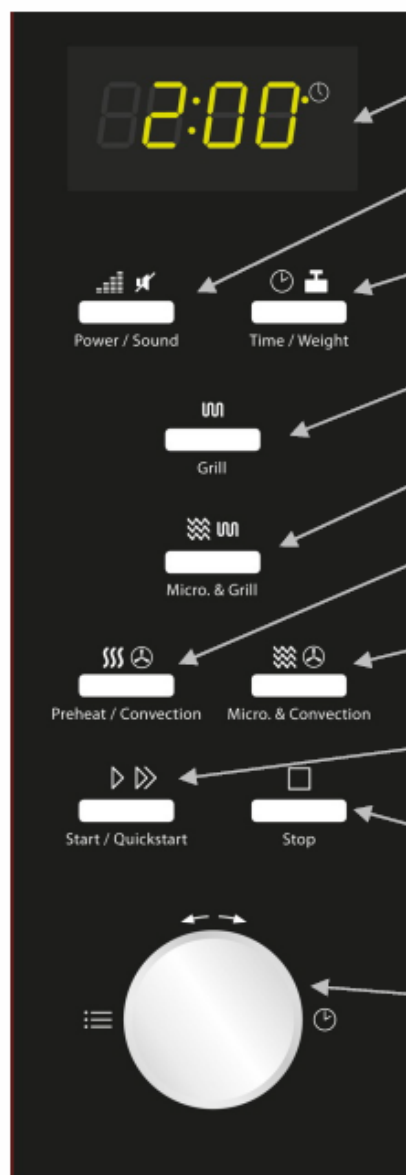 2:00
Power / Sound
Time / Weight
Grill
Micro. & Grill
Preheat / Convection
Micro. & Convection
Start / Quickstart
Stop